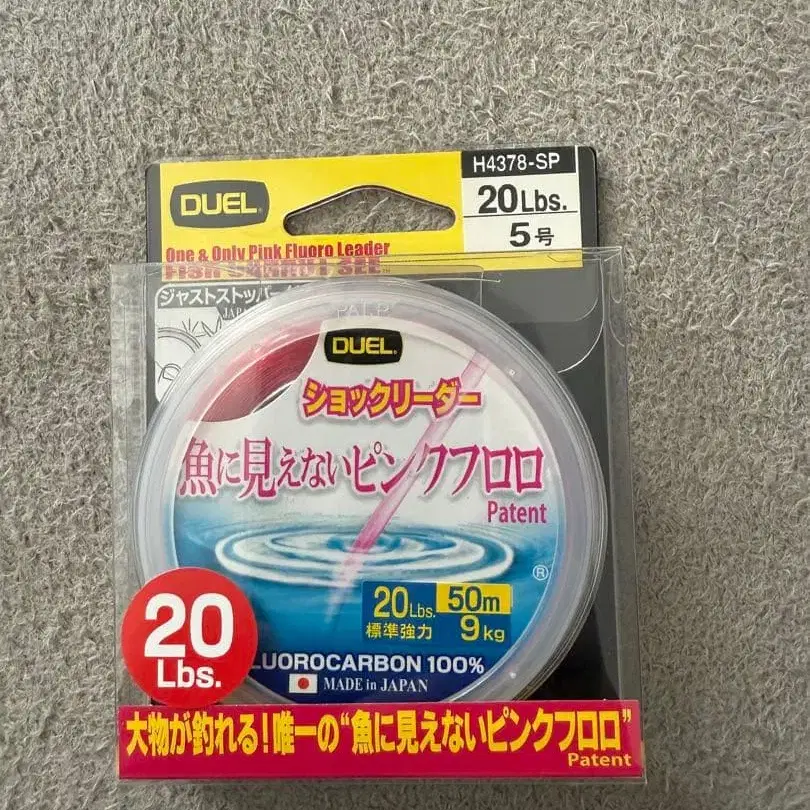 H4378-SP
DUEL®
20Lbs.
5号
One & Only Pink Fluoro Leader
FISH CANNOT SEE™
ジャストストッパー
PAT.P
DUEL®
ショックリーダー
魚に見えないピンクフロロ
Patent
®
20Lbs. 50m
標準強力 9kg
20
Lbs.
LUOROCARBON 100%
MADE in JAPAN
大物が釣れる!唯一の“魚に見えないピンクフロロ”
Patent